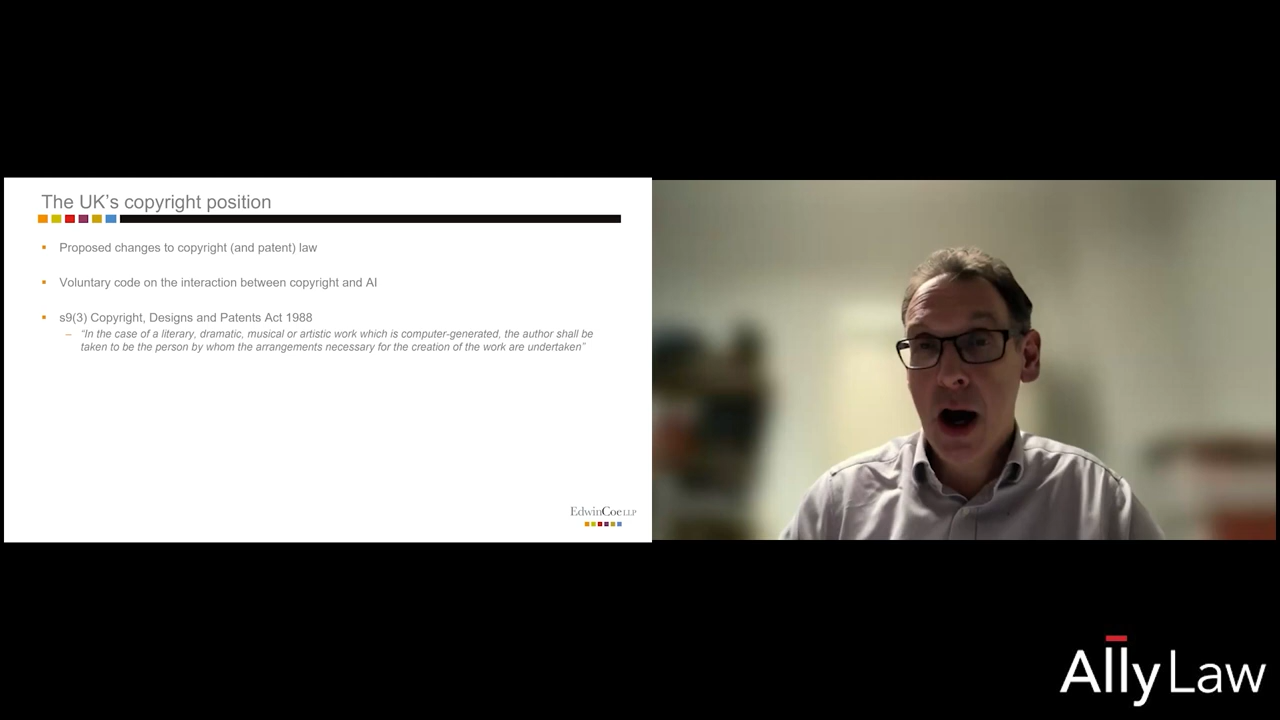 The UK's copyright position
Proposed changes to copyright (and patent) law
Voluntary code on the interaction between copyright and AI
s9(3) Copyright, Designs and Patents Act 1988
– “In the case of a literary, dramatic, musical or artistic work which is computer-generated, the author shall
be taken to be the person by whom the arrangements necessary for the creation of the work are undertaken”
EdwinCoe LLP
Ally Law